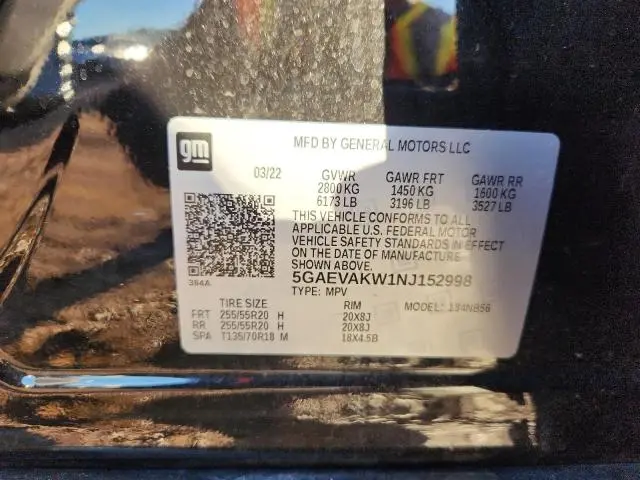 gm
MFD BY GENERAL MOTORS LLC
03/22 GVWR GAWR FRT GAWR RR
2800 KG 1450 KG 1600 KG
6173 LB 3196 LB 3527 LB
THIS VEHICLE CONFORMS TO ALL
APPLICABLE U.S. FEDERAL MOTOR
VEHICLE SAFETY STANDARDS IN EFFECT
ON THE DATE OF MANUFACTURE
SHOWN ABOVE.
384A
5GAEVAKW1NJ152998
TYPE: MPV
TIRE SIZE RIM MODEL: 184NB56
FRT 255/55R20 H 20X8J
RR 255/55R20 H 20X8J
SPA T135/70R18 M 18X4.5B